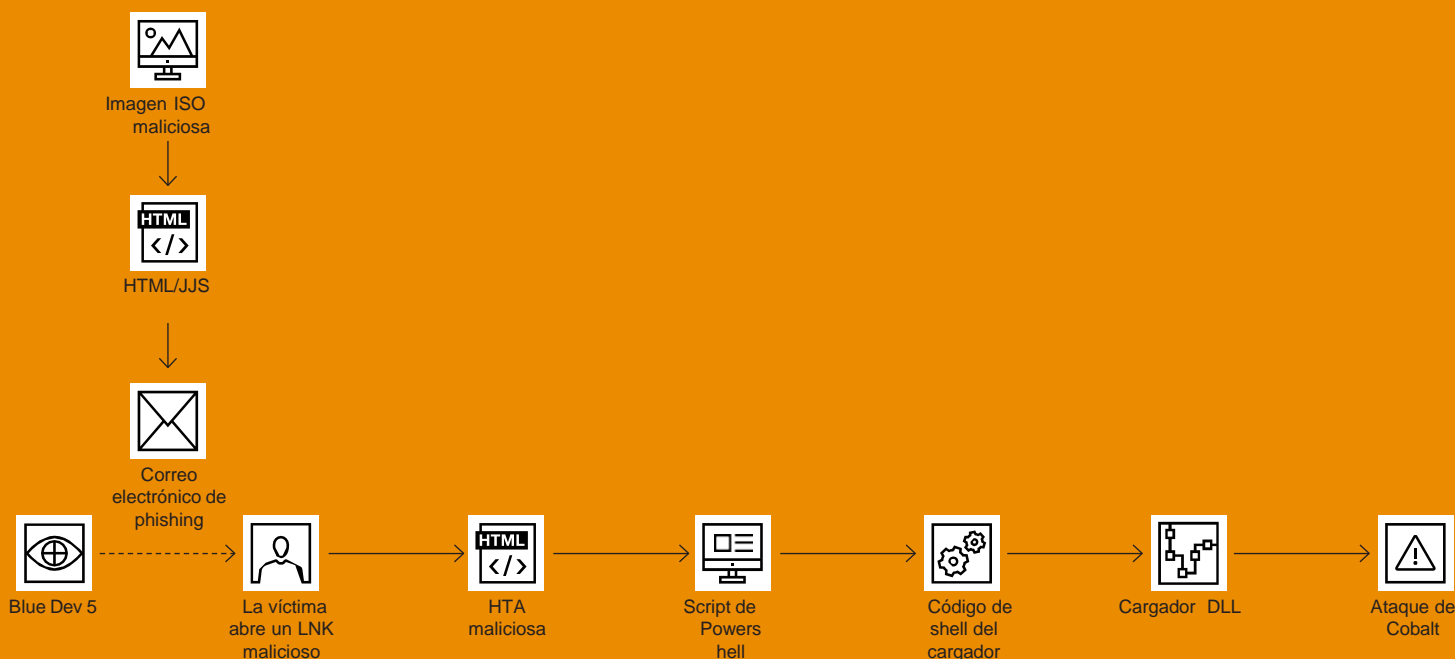 Imagen ISO
maliciosa
HTML
</>
HTML/JJS
Correo
electrónico de
phishing
Blue Dev 5
La víctima
abre un LNK
malicioso
HTML
</>
HTA
maliciosa
Script de
Powers
hell
Código de
shell del
cargador
Cargador DLL
Ataque de
Cobalt